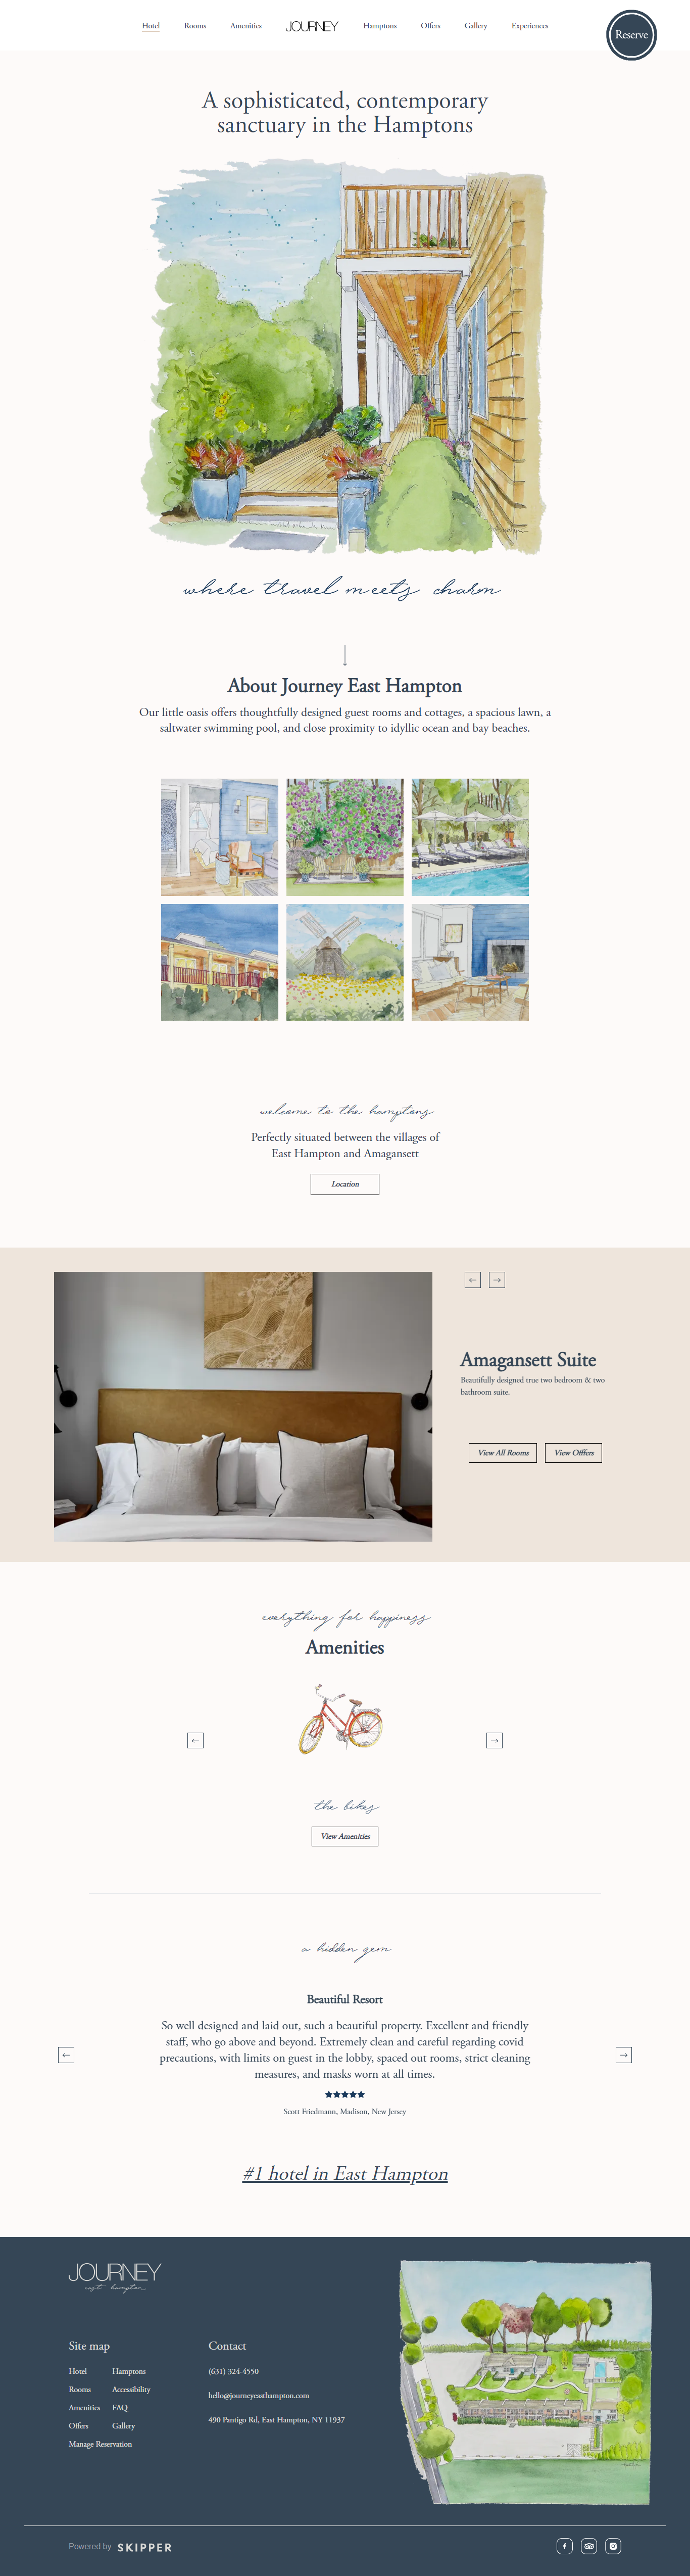 Hotel Rooms Amenities JOURNEY Hamptons Offers Gallery Experiences
Reserve
A sophisticated, contemporary
sanctuary in the Hamptons
where travel meets charm
About Journey East Hampton
Our little oasis offers thoughtfully designed guest rooms and cottages, a spacious lawn, a
saltwater swimming pool, and close proximity to idyllic ocean and bay beaches.
welcome to the hamptons
Perfectly situated between the villages of
East Hampton and Amagansett
Location
Amagansett Suite
Beautifully designed true two bedroom & two
bathroom suite.
View All Rooms View Offfers
everything for happiness
Amenities
the bikes
View Amenities
a hidden gem
Beautiful Resort
So well designed and laid out, such a beautiful property. Excellent and friendly
staff, who go above and beyond. Extremely clean and careful regarding covid
precautions, with limits on guest in the lobby, spaced out rooms, strict cleaning
measures, and masks worn at all times.
Scott Friedmann, Madison, New Jersey
#1 hotel in East Hampton
JOURNEY
east hampton
Site map
Hotel Hamptons
Rooms Accessibility
Amenities FAQ
Offers Gallery
Manage Reservation
Contact
(631) 324-4550
hello@journeyeasthampton.com
490 Pantigo Rd, East Hampton, NY 11937
Powered by SKIPPER